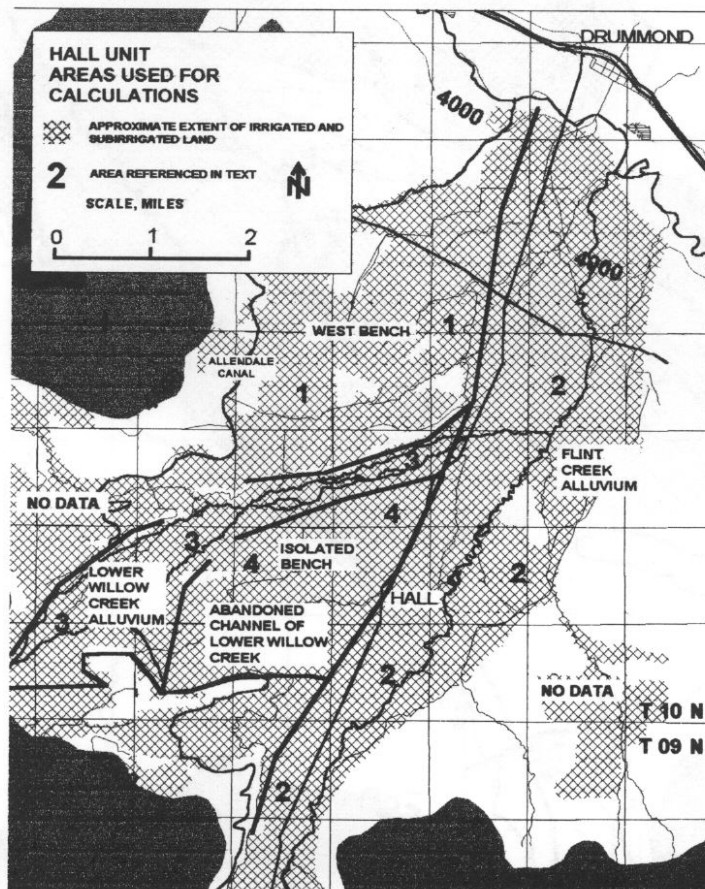 HALL UNIT
AREAS USED FOR
CALCULATIONS
APPROXIMATE EXTENT OF IRRIGATED AND
SUBIRRIGATED LAND
2 AREA REFERENCED IN TEXT
N
SCALE, MILES
0 1 2
DRUMMOND
4000
4000
WEST BENCH
1
ALLENDALE
CANAL
1
2
3
FLINT
CREEK
ALLUVIUM
NO DATA
4
3
ISOLATED
BENCH
4
LOWER
WILLOW
CREEK
ALLUVIUM
2
3
HALL
ABANDONED
CHANNEL OF
LOWER WILLOW
CREEK
2
NO DATA
T 10 N
T 09 N
2